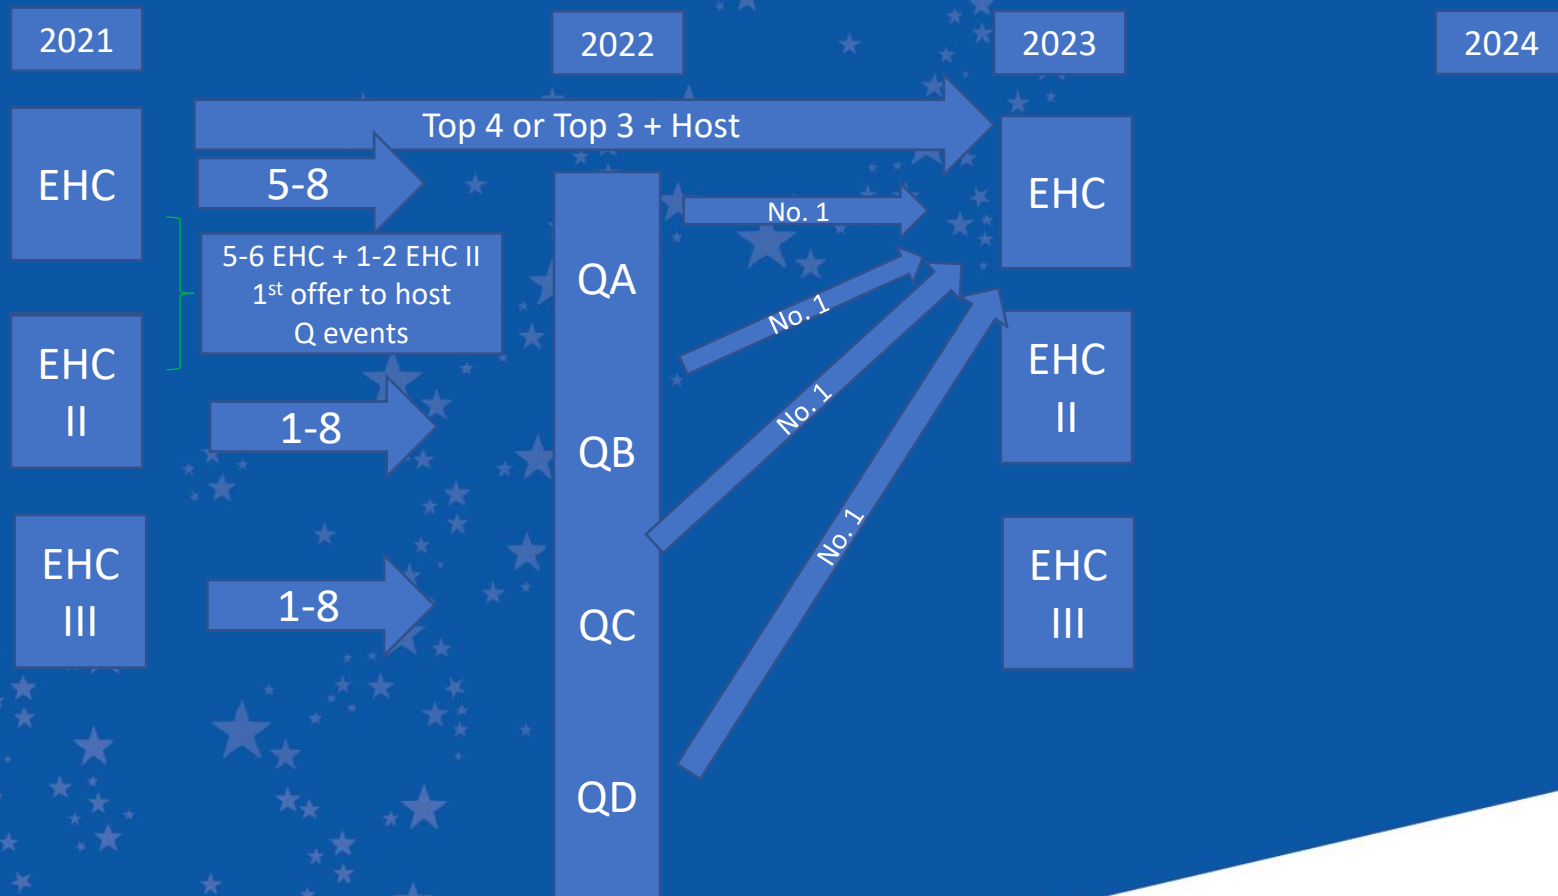 2021
2022
2023
2024
Top 4 or Top 3 + Host
EHC
5-8
No. 1
EHC
5-6 EHC + 1-2 EHC II
1st offer to host
Q events
QA
No. 1
EHC
II
1-8
QB
No. 1
EHC
II
EHC
III
1-8
QC
No. 1
EHC
III
QD